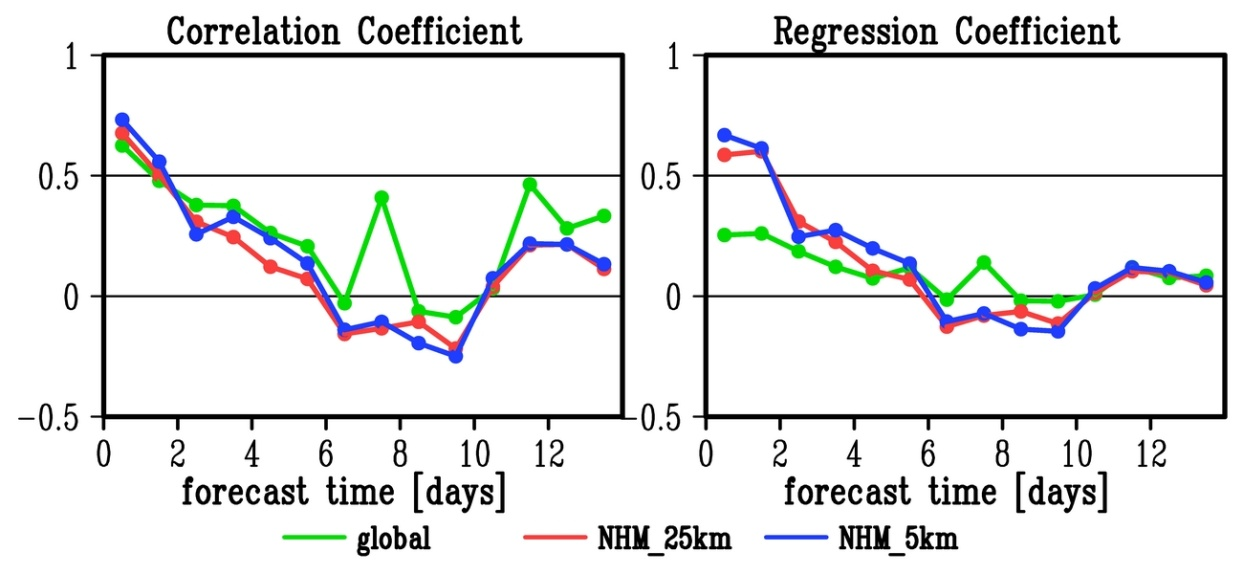 Correlation Coefficient
1
0.5
0
−0.5
0 2 4 6 8 10 12
forecast time [days]
Regression Coefficient
1
0.5
0
−0.5
0 2 4 6 8 10 12
forecast time [days]
global NHM_25km NHM_5km